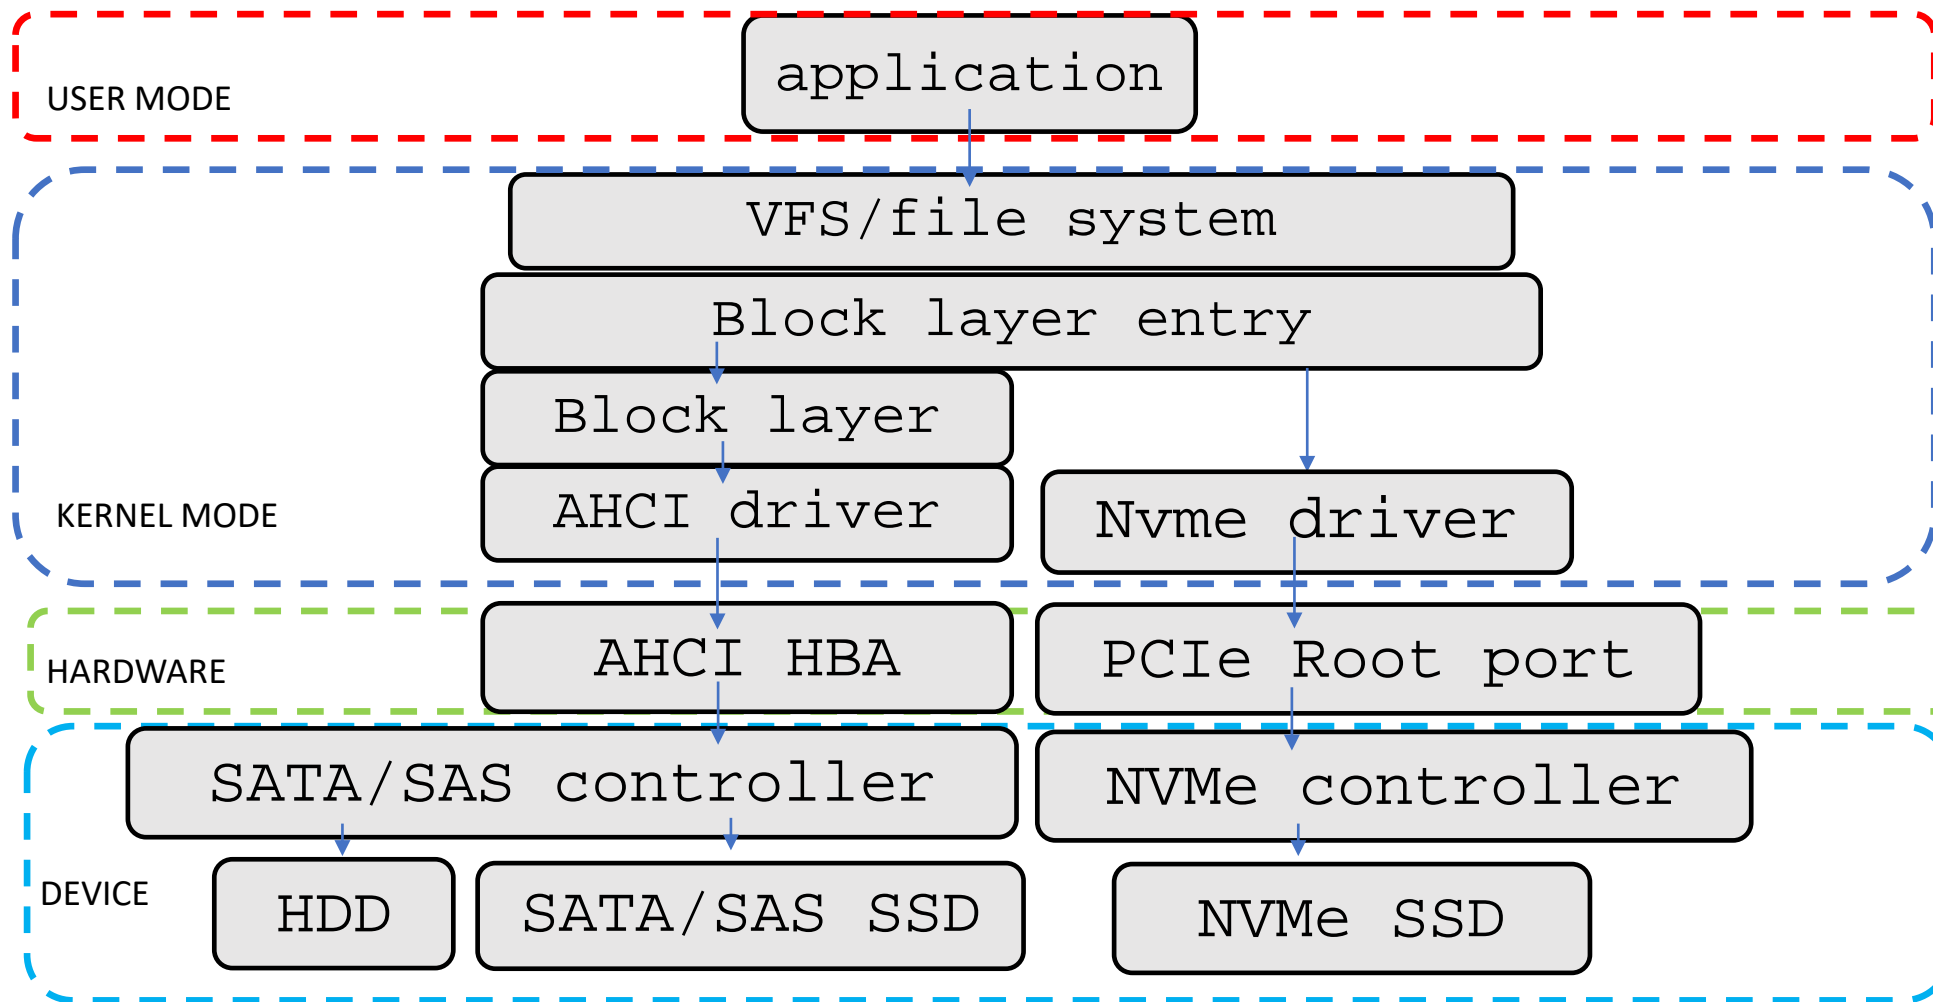 application
USER MODE
VFS/file system
Block layer entry
Block layer
AHCI driver
Nvme driver
KERNEL MODE
AHCI HBA
PCIe Root port
HARDWARE
SATA/SAS controller
NVMe controller
DEVICE
HDD
SATA/SAS SSD
NVMe SSD